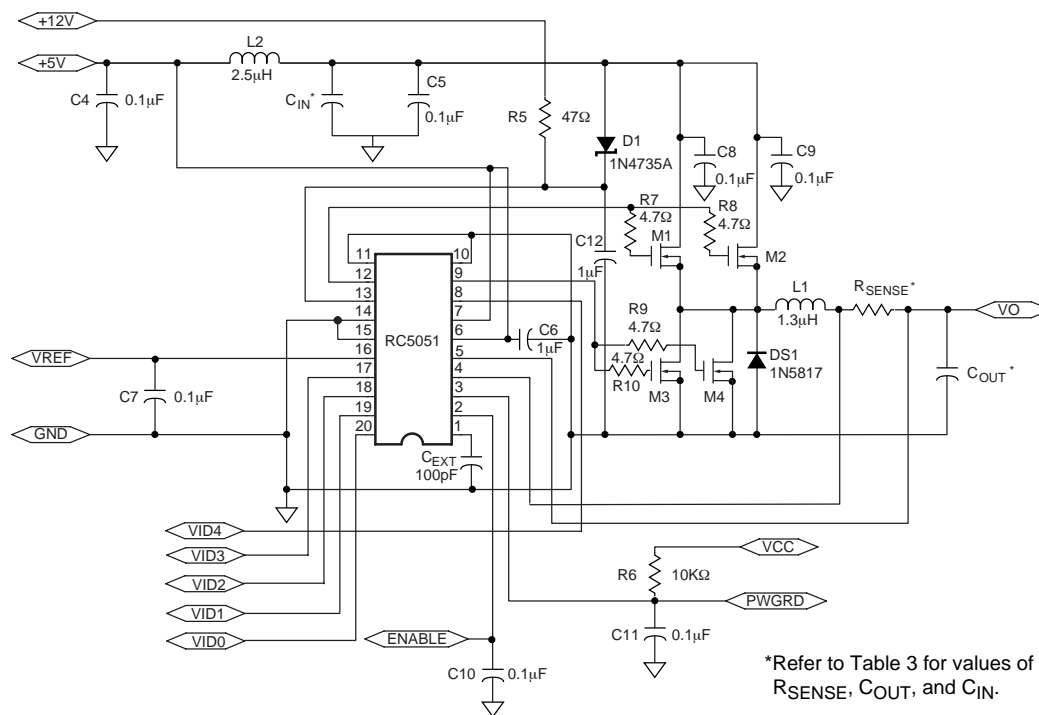 +12V
+5V
L2
2.5µH
C4
0.1µF
CIN*
C5
0.1µF
R5
47Ω
D1
1N4735A
C8
0.1µF
C9
0.1µF
R7
4.7Ω
R8
4.7Ω
M1
M2
C12
1µF
11
12
13
14
15
16
17
18
19
20
10
9
8
7
6
5
4
3
2
1
RC5051
C6
1µF
R9
4.7Ω
4.7Ω
R10
M3
M4
L1
1.3µH
RSENSE*
VO
DS1
1N5817
COUT*
VREF
C7
0.1µF
GND
CEXT
100pF
VID4
VID3
VID2
VID1
VID0
ENABLE
C10
0.1µF
VCC
R6
10KΩ
PWGRD
C11
0.1µF
*Refer to Table 3 for values of
RSENSE, COUT, and CIN.